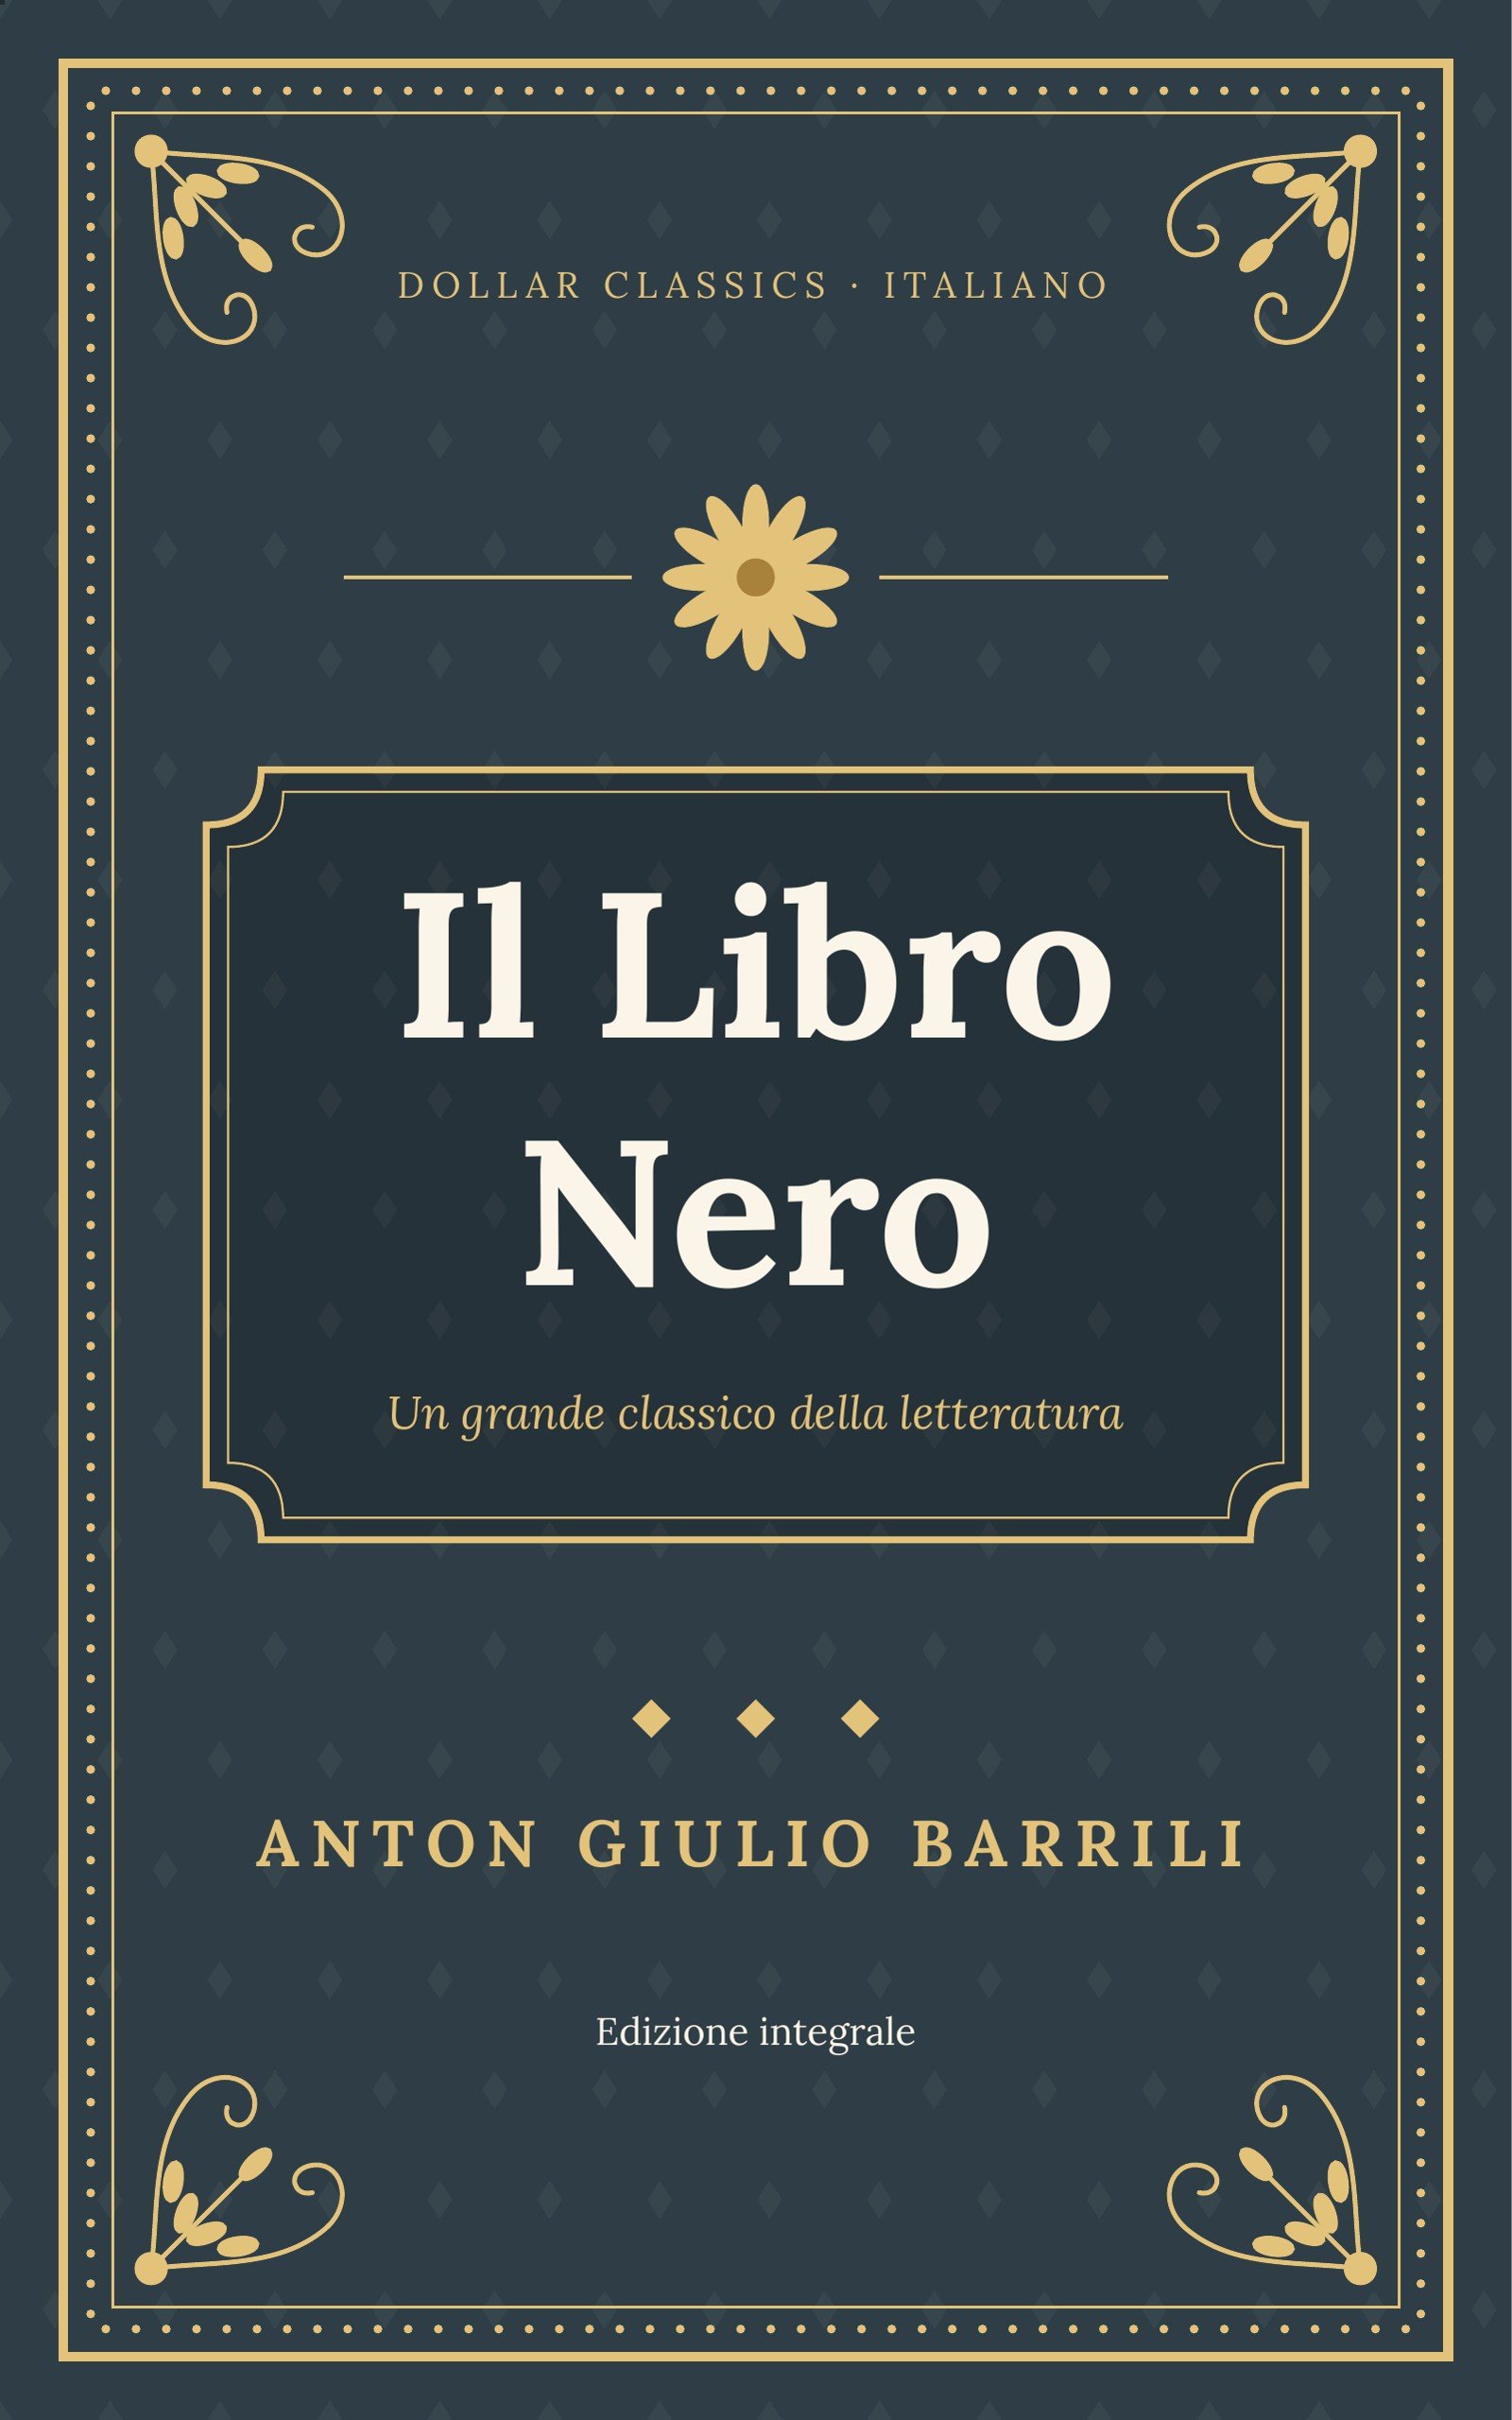 DOLLAR CLASSICS · ITALIANO
Il Libro
Nero
Un grande classico della letteratura
ANTON GIULIO BARRILI
Edizione integrale